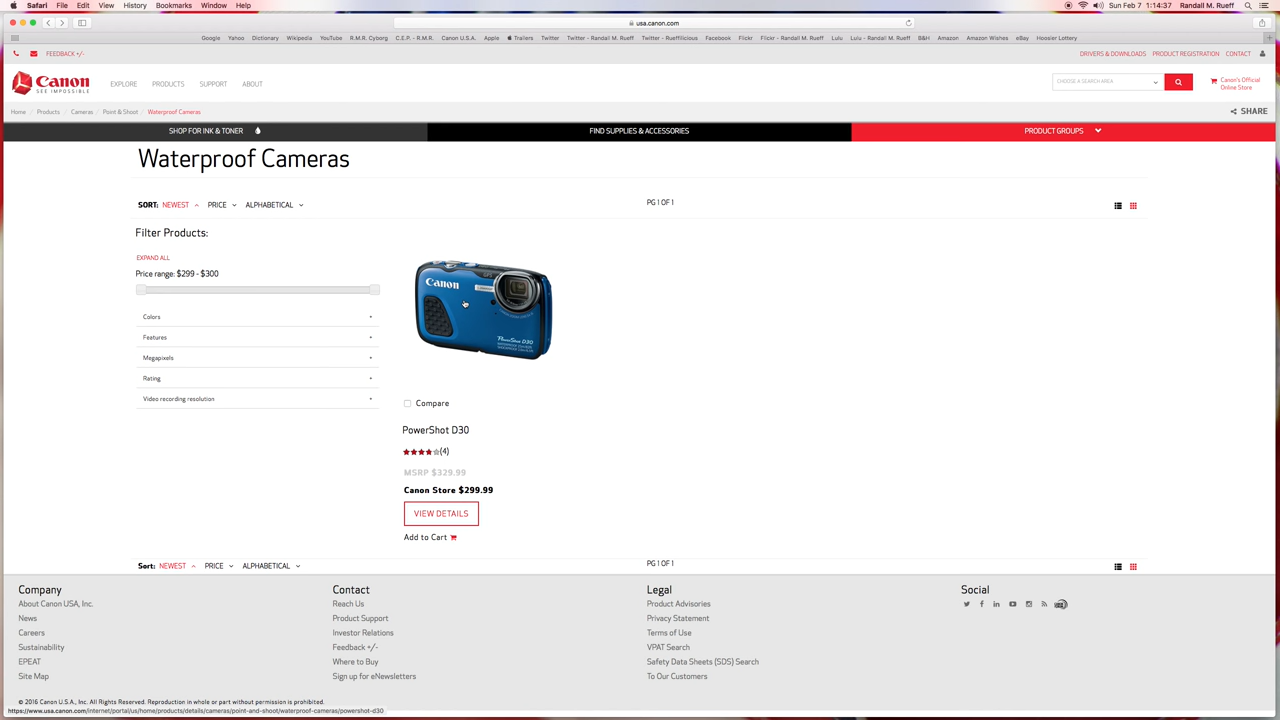 Safari File Edit View History Bookmarks Window Help Sun Feb 7 1:14:37 Randall M. Rueff
usa.canon.com
Google Yahoo Dictionary Wikipedia YouTube R.M.R. Cyborg C.E.P. - R.M.R. Canon U.S.A. Apple Trailers Twitter Twitter - Randall M. Rueff Twitter - Rueffilicious Facebook Flickr Flickr - Randall M. Rueff Lulu Lulu - Randall M. Rueff B&H Amazon Amazon Wishes eBay Hoosier Lottery
FEEDBACK +/- DRIVERS & DOWNLOADS PRODUCT REGISTRATION CONTACT
Canon
SEE IMPOSSIBLE
EXPLORE PRODUCTS SUPPORT ABOUT
CHOOSE A SEARCH AREA
Canon's Official
Online Store
Home / Products / Cameras / Point & Shoot / Waterproof Cameras
SHARE
SHOP FOR INK & TONER FIND SUPPLIES & ACCESSORIES PRODUCT GROUPS
Waterproof Cameras
SORT: NEWEST PRICE ALPHABETICAL PG 1 OF 1
Filter Products:
EXPAND ALL
Price range: $299 - $300
Colors
Features
Megapixels
Rating
Video recording resolution
Canon
PowerShot D30
Compare
PowerShot D30
(4)
MSRP $329.99
Canon Store $299.99
VIEW DETAILS
Add to Cart
Sort: NEWEST PRICE ALPHABETICAL PG 1 OF 1
Company
About Canon USA, Inc.
News
Careers
Sustainability
EPEAT
Site Map
Contact
Reach Us
Product Support
Investor Relations
Feedback +/-
Where to Buy
Sign up for eNewsletters
Legal
Product Advisories
Privacy Statement
Terms of Use
VPAT Search
Safety Data Sheets (SDS) Search
To Our Customers
Social
© 2016 Canon U.S.A., Inc. All Rights Reserved. Reproduction in whole or part without permission is prohibited.
https://www.usa.canon.com/internet/portal/us/home/products/details/cameras/point-and-shoot/waterproof-cameras/powershot-d30